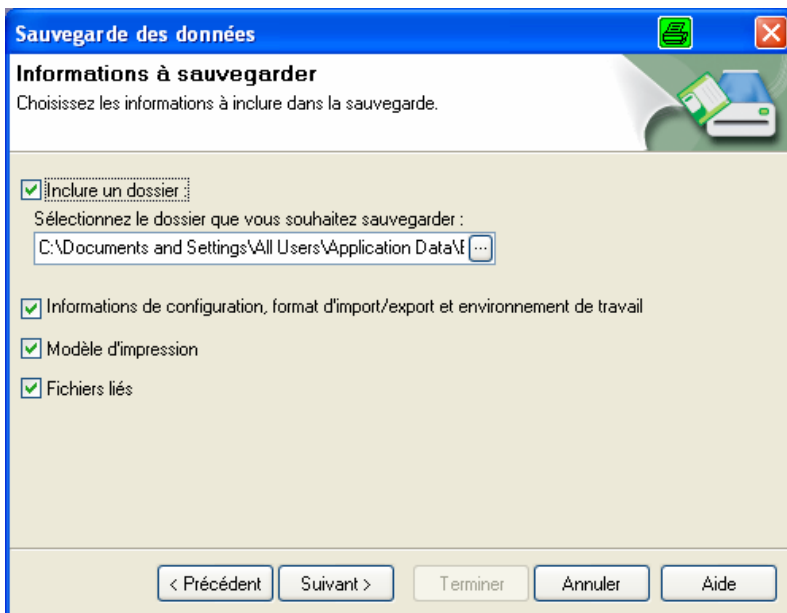 Sauvegarde des données
Informations à sauvegarder
Choisissez les informations à inclure dans la sauvegarde.
Inclure un dossier :
Sélectionnez le dossier que vous souhaitez sauvegarder :
C:\Documents and Settings\All Users\Application Data\ ...
Informations de configuration, format d'import/export et environnement de travail
Modèle d'impression
Fichiers liés
< Précédent Suivant > Terminer Annuler Aide